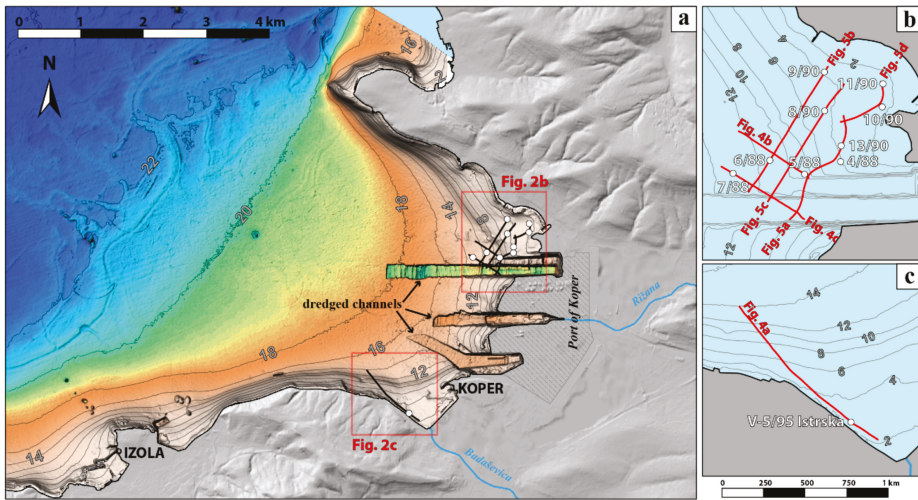 a
0 1 2 3 4 km
N
16
2
22
20
18
14
8
Fig. 2b
12
dredged channels
Port of Koper
Rižana
18
16
12
KOPER
Fig. 2c
14
IZOLA
Badaševica
b
Fig. 5b
Fig. 5d
4
2
6
8
10
12
9/90
11/90
8/90
10/90
Fig. 4b
13/90
6/88
5/88
4/88
7/88
Fig. 5c
Fig. 5a
Fig. 4c
12
4
c
14
Fig. 4a
12
10
8
6
4
V-5/95 Istrska
2
0 250 500 750 1 km